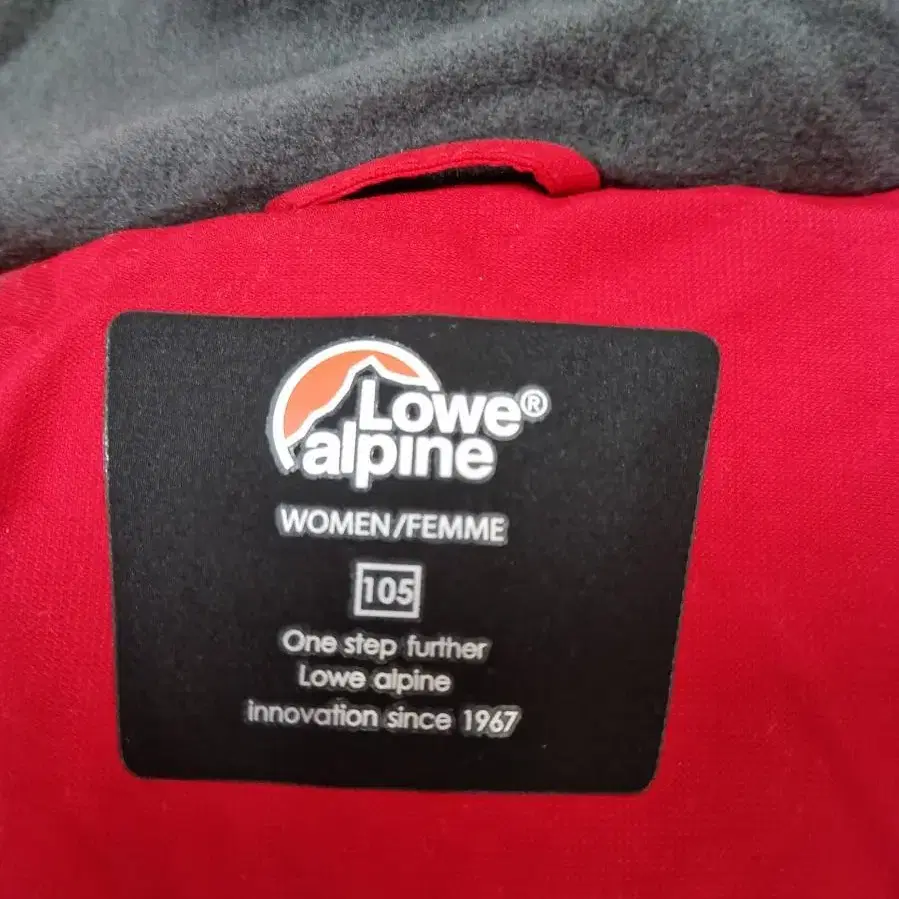 Lowe®
alpine
WOMEN/FEMME
105
One step further
Lowe alpine
innovation since 1967